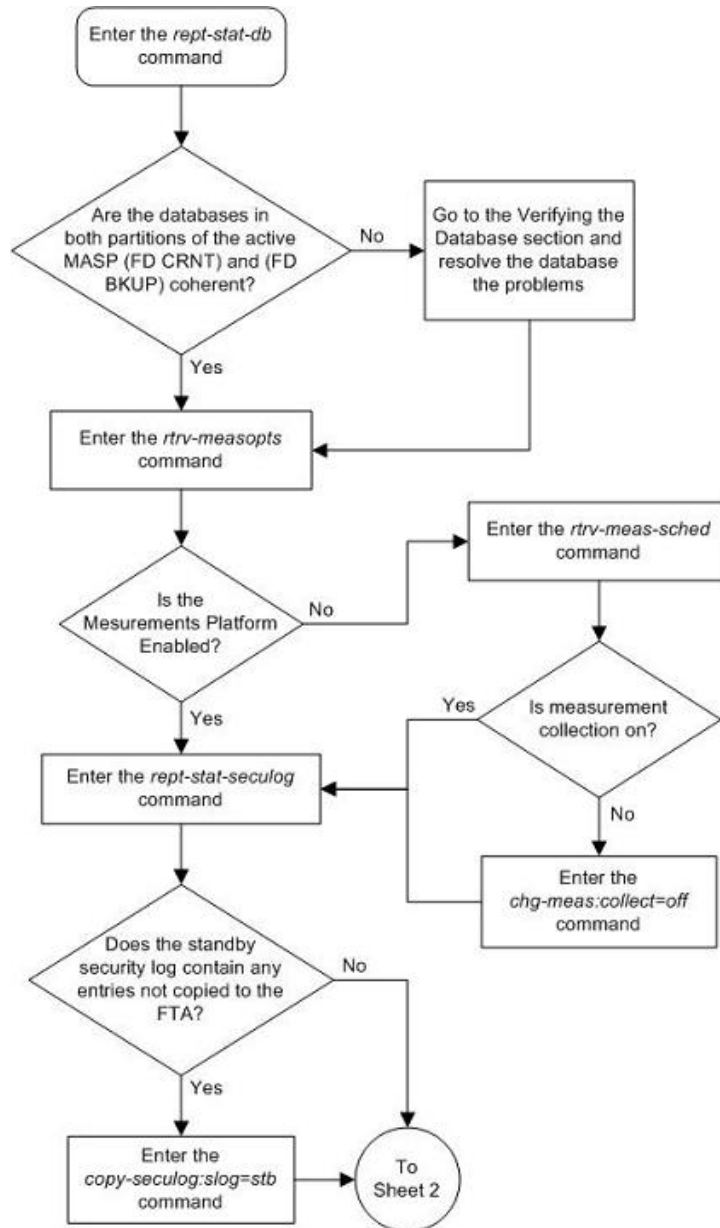 Enter the rept-stat-db
command
Are the databases in
both partitions of the active
MASP (FD CRNT) and (FD
BKUP) coherent?
No
Go to the Verifying the
Database section and
resolve the database
the problems
Yes
Enter the rtrv-measopts
command
Is the
Mesurements Platform
Enabled?
No
Enter the rtrv-meas-sched
command
Yes
Is measurement
collection on?
Yes
No
Enter the
chg-meas:collect=off
command
Enter the rept-stat-seculog
command
Does the standby
security log contain any
entries not copied to the
FTA?
No
Yes
Enter the
copy-seculog:slog=stb
command
To
Sheet 2